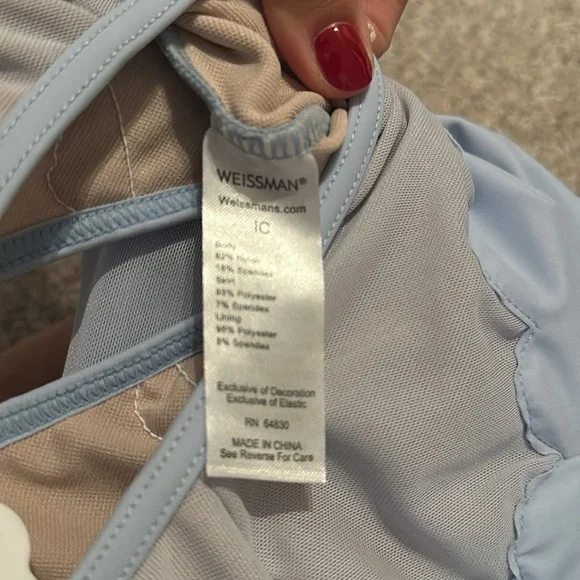 WEISSMAN®
Weissmans.com
IC
Body
82% Nylon
18% Spandex
Skirt
93% Polyester
7% Spandex
Lining
95% Polyester
5% Spandex
Exclusive of Decoration
Exclusive of Elastic
RN 64830
MADE IN CHINA
See Reverse For Care